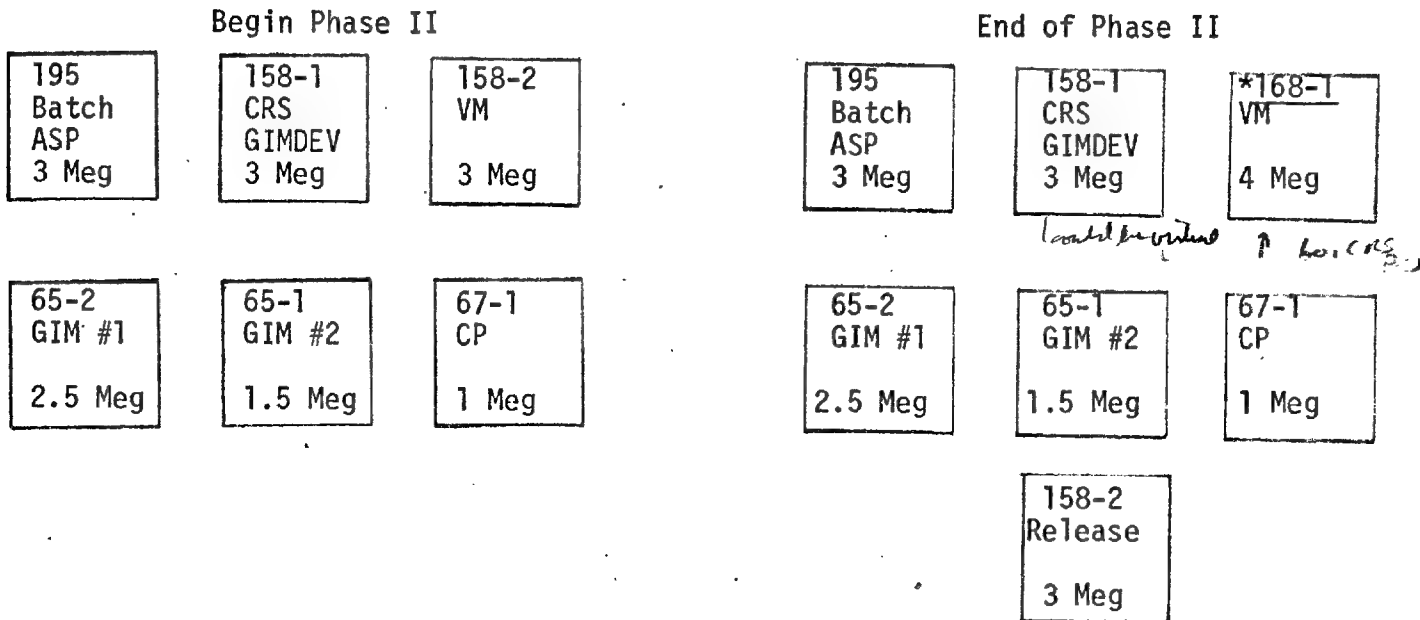 Begin Phase II
195
Batch
ASP
3 Meg
158-1
CRS
GIMDEV
3 Meg
158-2
VM
3 Meg
65-2
GIM #1
2.5 Meg
65-1
GIM #2
1.5 Meg
67-1
CP
1 Meg
End of Phase II
195
Batch
ASP
3 Meg
158-1
CRS
GIMDEV
3 Meg
*168-1
VM
4 Meg
↑
65-2
GIM #1
2.5 Meg
65-1
GIM #2
1.5 Meg
67-1
CP
1 Meg
158-2
Release
3 Meg